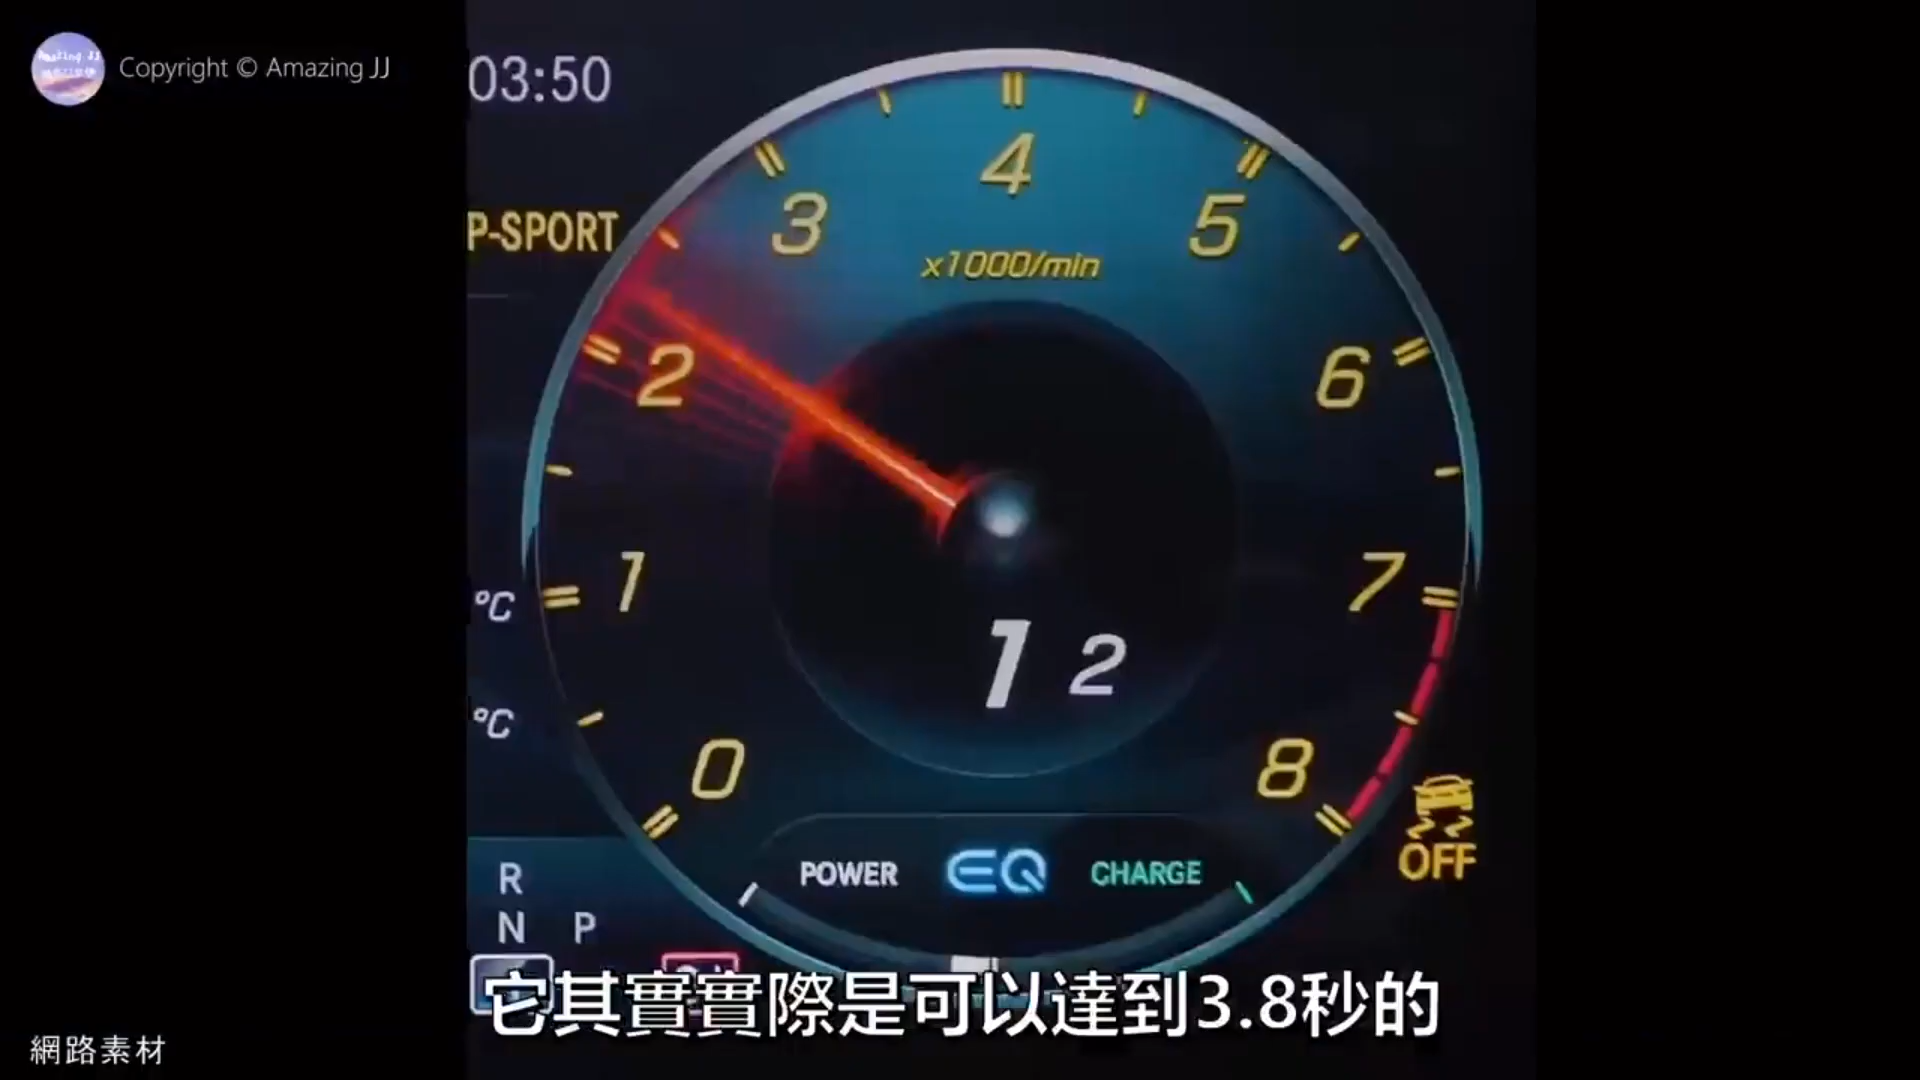 Amazing JJ
Copyright © Amazing JJ
03:50
4
3
5
P-SPORT
x1000/min
2
6
1
7
°C
1 2
°C
0
8
POWER
EQ
CHARGE
OFF
R
N P
它其實實際是可以達到3.8秒的
網路素材